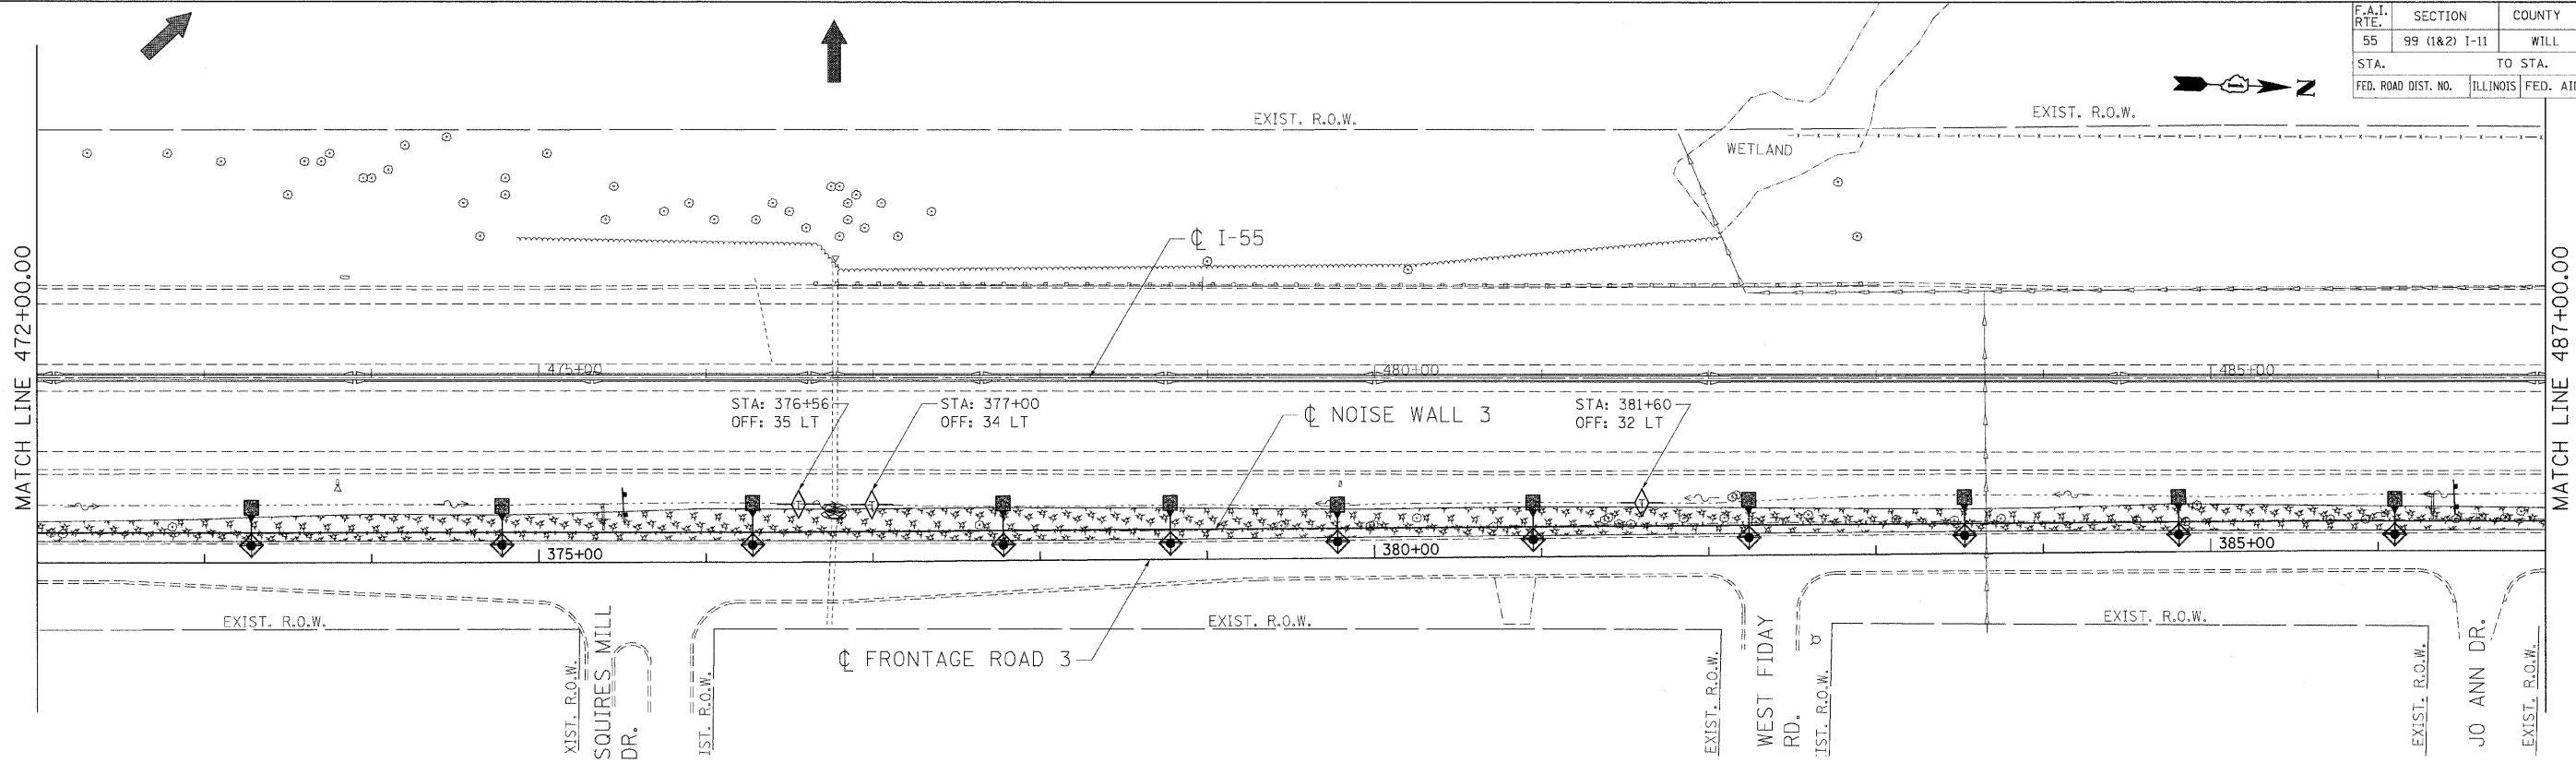 F.A.I. RTE. SECTION COUNTY
55 99 (1&2) I-11 WILL
STA. TO STA.
FED. ROAD DIST. NO. ILLINOIS FED. AID
N
EXIST. R.O.W.
EXIST. R.O.W.
WETLAND
℄ I-55
MATCH LINE 472+00.00
MATCH LINE 487+00.00
475+00
480+00
485+00
STA: 376+56
OFF: 35 LT
STA: 377+00
OFF: 34 LT
℄ NOISE WALL 3
STA: 381+60
OFF: 32 LT
375+00
380+00
385+00
EXIST. R.O.W.
EXIST. R.O.W.
EXIST. R.O.W.
℄ FRONTAGE ROAD 3
XIST. R.O.W.
SQUIRES MILL
DR.
IST. R.O.W.
EXIST. R.O.W.
WEST FIDAY
RD.
IST. R.O.W.
EXIST. R.O.W.
JO ANN DR.
EXIST. R.O.W.